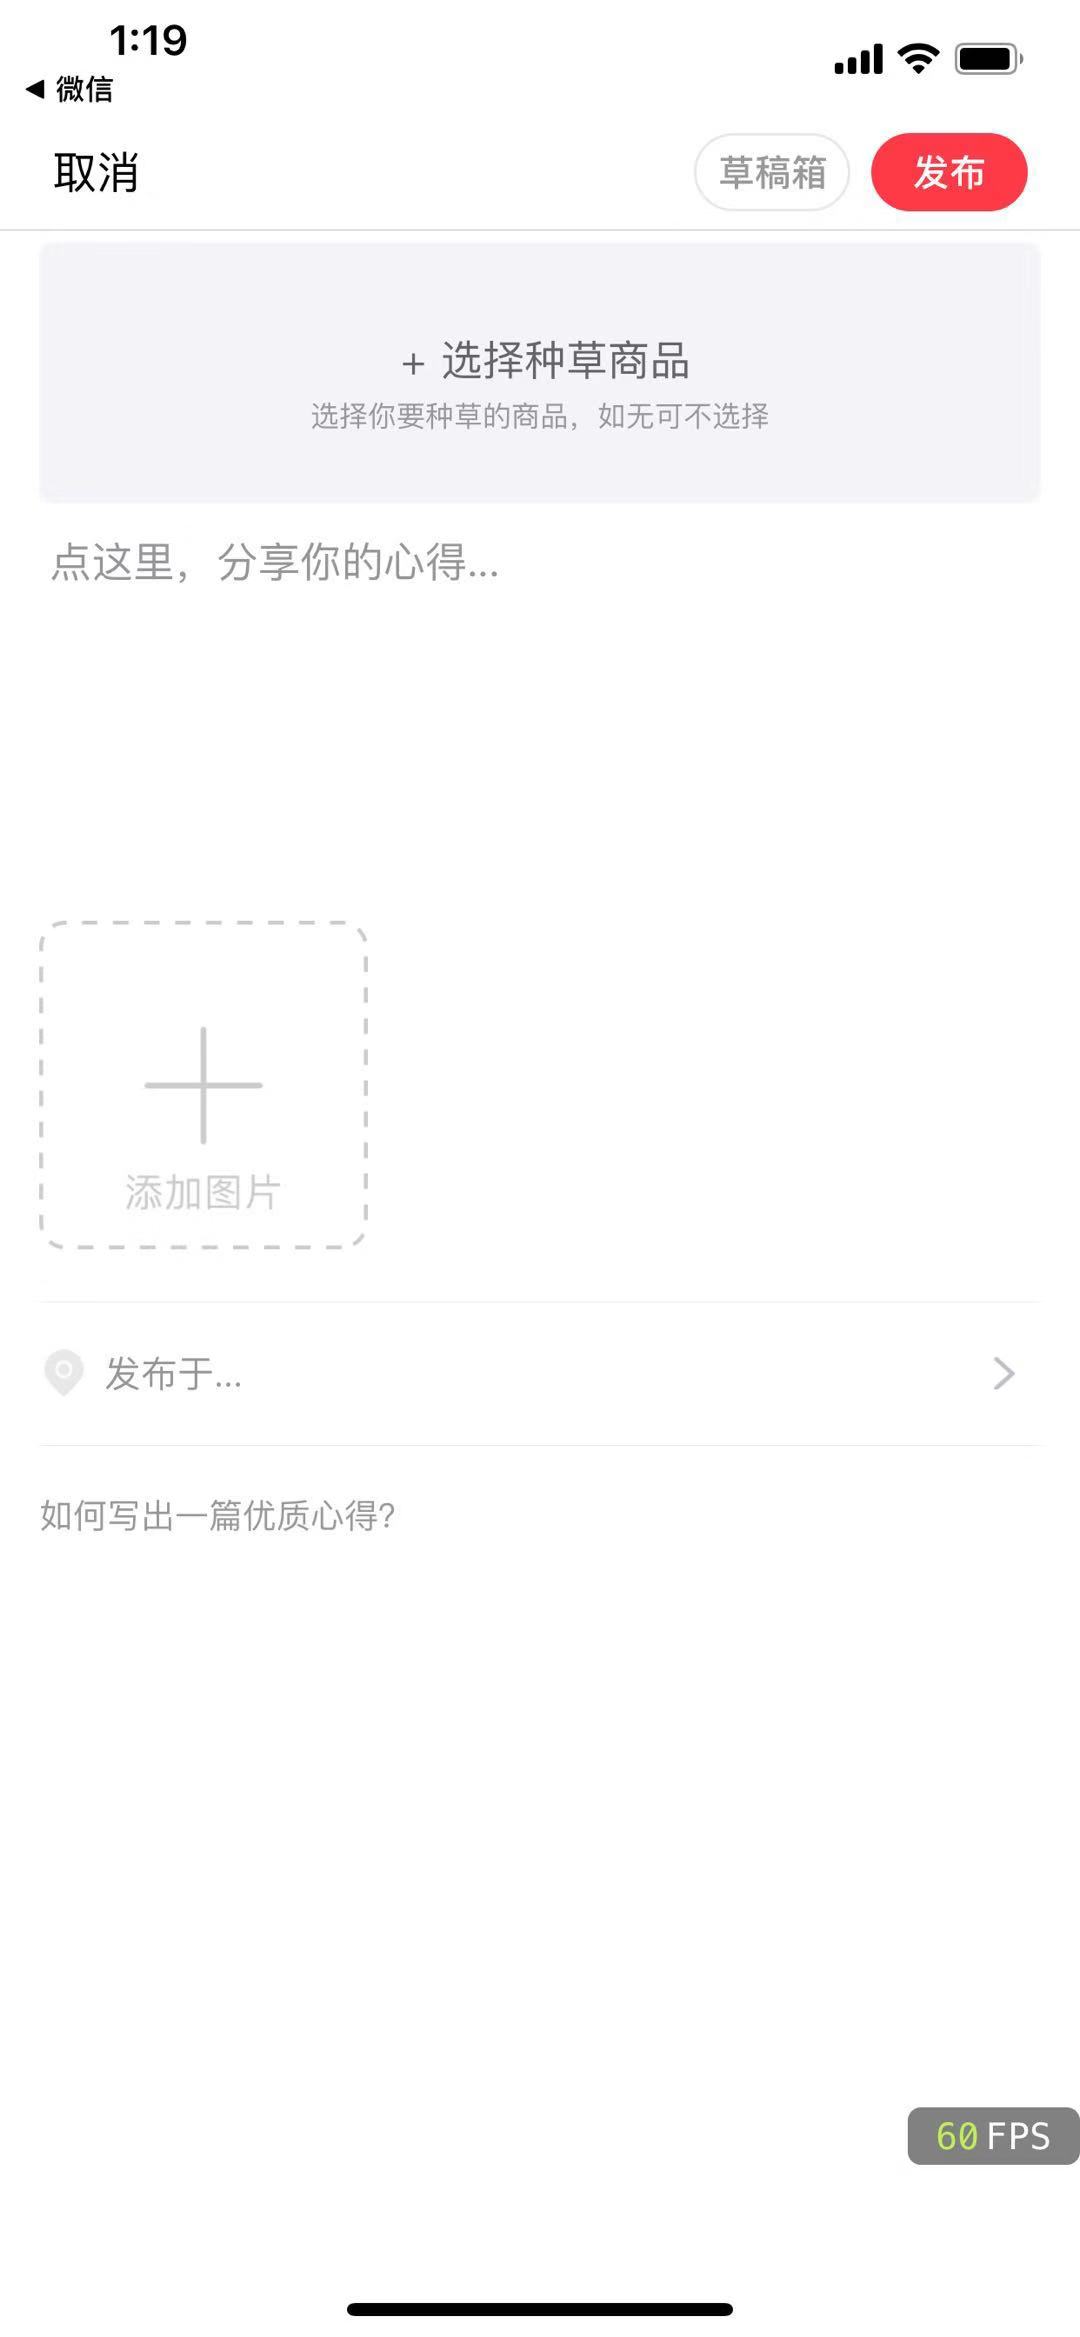 1:19
微信
取消
草稿箱
发布
+ 选择种草商品
选择你要种草的商品，如无可不选择
点这里，分享你的心得...
添加图片
发布于...
如何写出一篇优质心得?
60 FPS